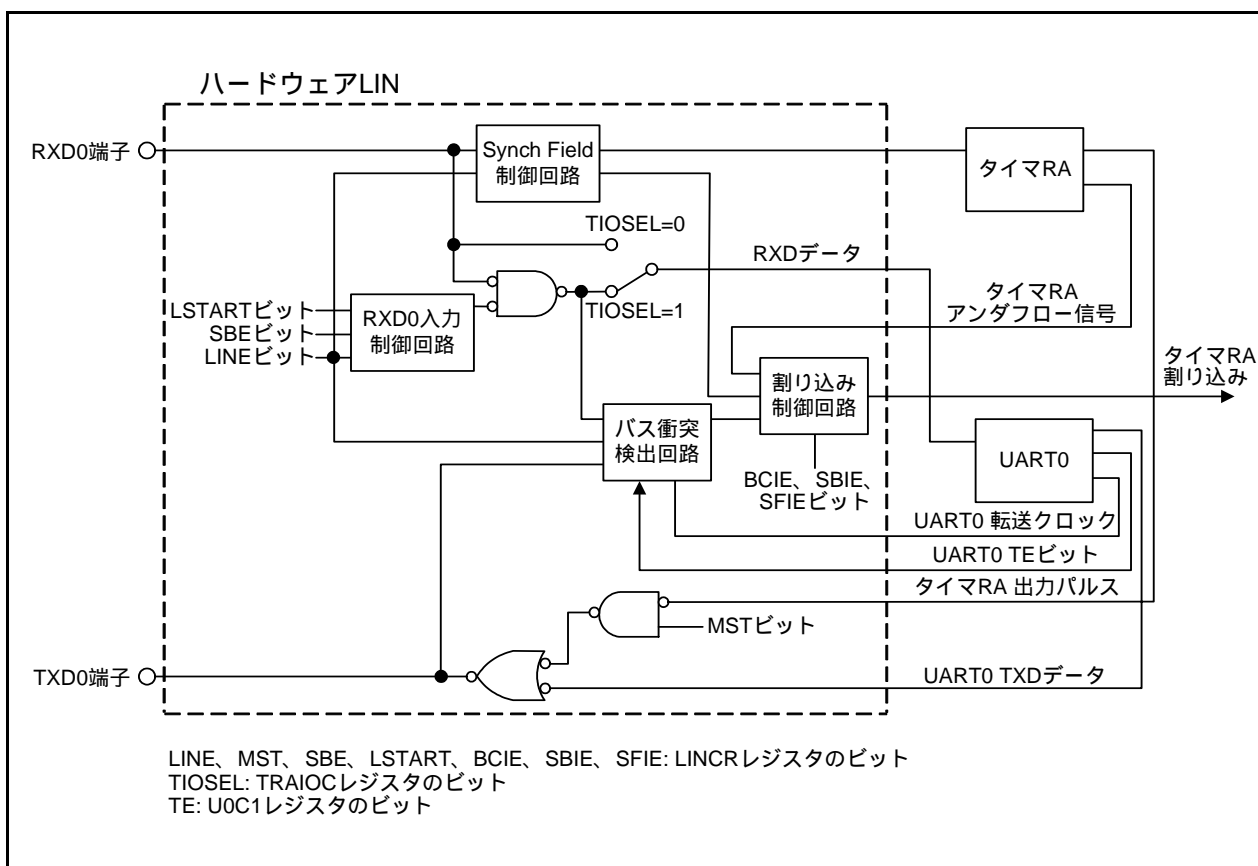 ハードウェアLIN
RXD0端子
Synch Field
制御回路
タイマRA
TIOSEL=0
RXDデータ
TIOSEL=1
タイマRA
アンダフロー信号
LSTARTビット
SBEビット
LINEビット
RXD0入力
制御回路
割り込み
制御回路
タイマRA
割り込み
バス衝突
検出回路
BCIE、SBIE、
SFIEビット
UART0
UART0 転送クロック
UART0 TEビット
タイマRA 出力パルス
MSTビット
TXD0端子
UART0 TXDデータ
LINE、MST、SBE、LSTART、BCIE、SBIE、SFIE: LINCRレジスタのビット
TIOSEL: TRAIOCレジスタのビット
TE: U0C1レジスタのビット